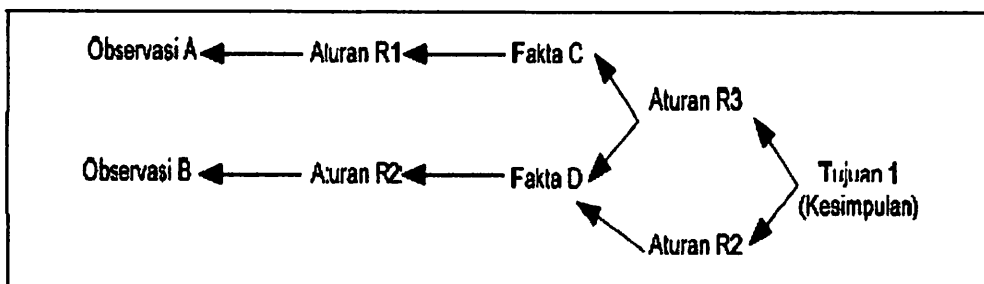 Observasi A Aturan R1 Fakta C
Aturan R3
Observasi B Aturan R2 Fakta D
Tujuan 1
(Kesimpulan)
Aturan R2